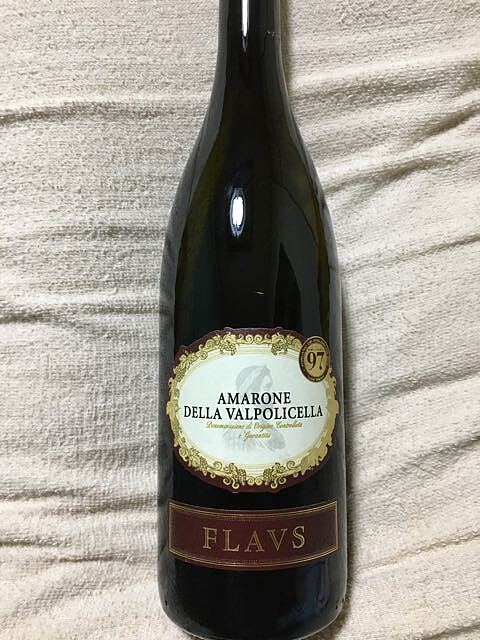 97
AMARONE
DELLA VALPOLICELLA
Denominazione di Origine Controllata
e Garantita
FLAVS